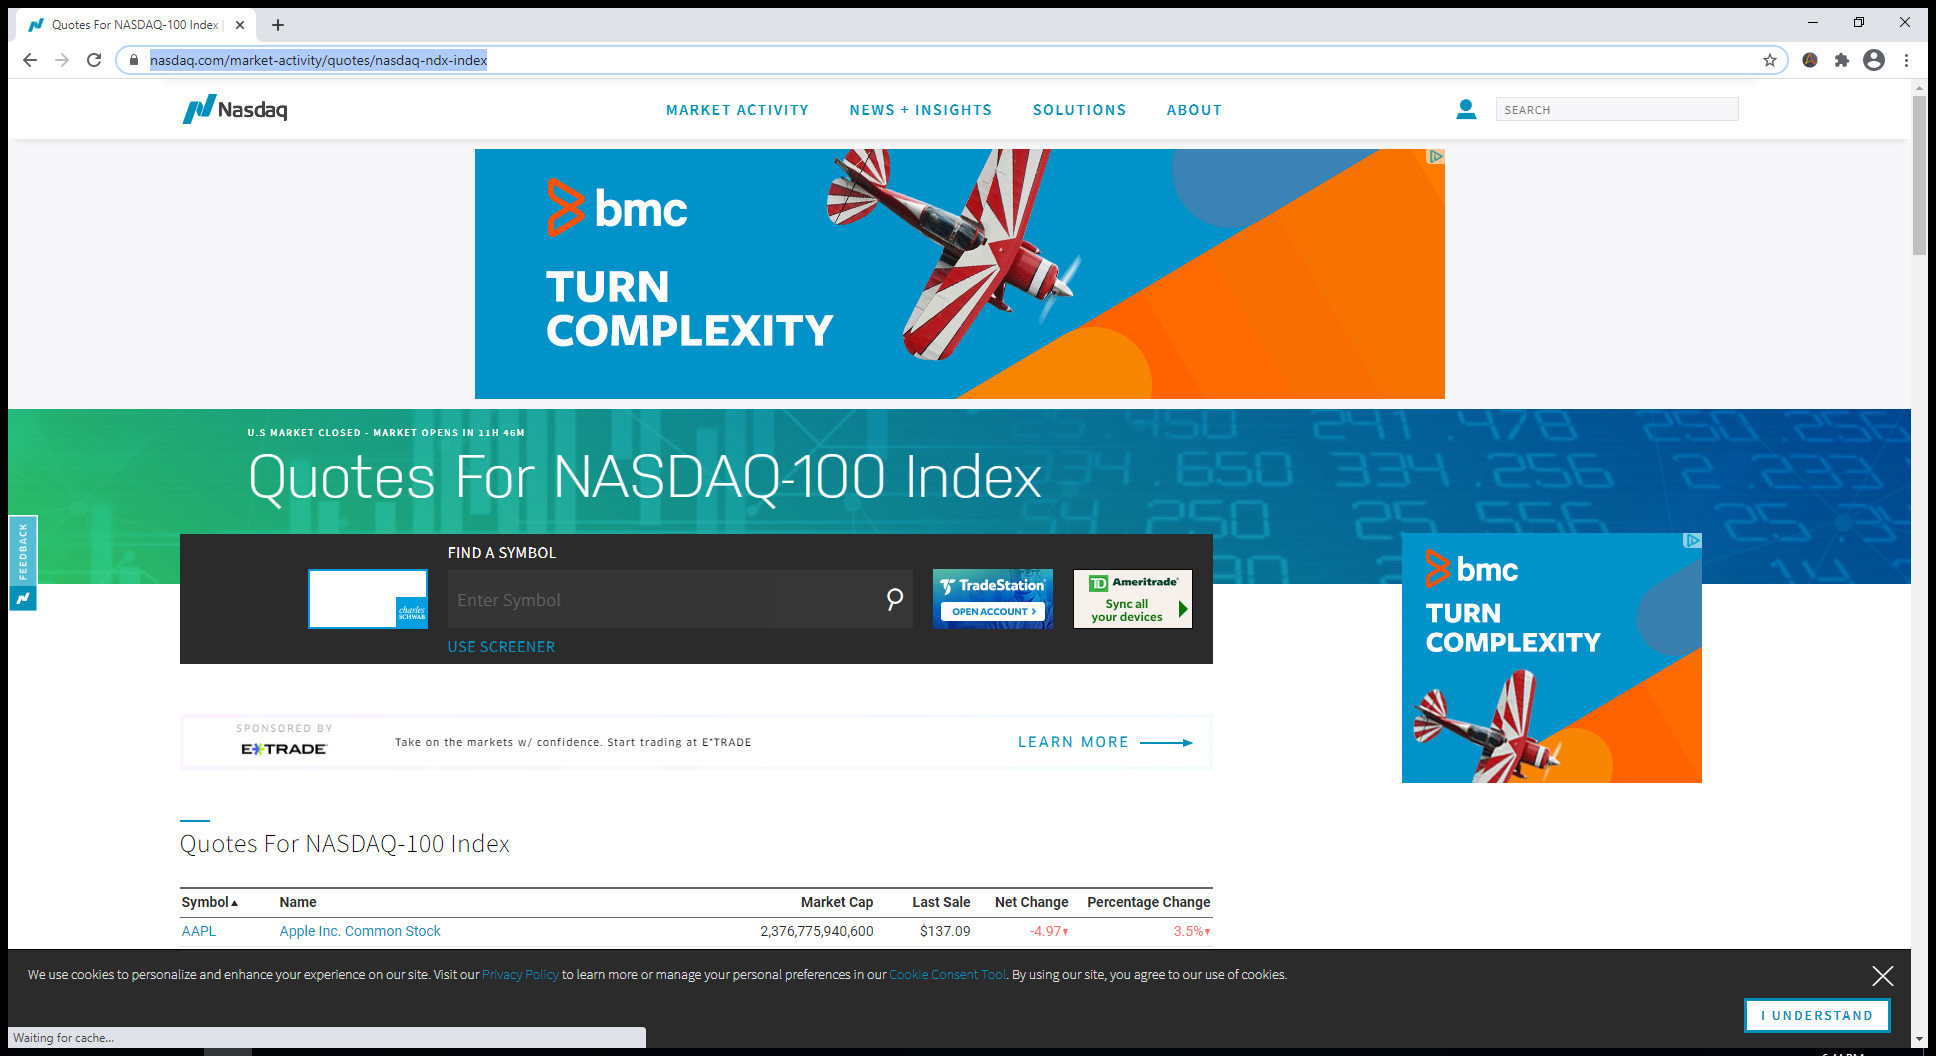 Quotes For NASDAQ-100 Index
nasdaq.com/market-activity/quotes/nasdaq-ndx-index
Nasdaq
MARKET ACTIVITY
NEWS + INSIGHTS
SOLUTIONS
ABOUT
SEARCH
bmc
TURN
COMPLEXITY
U.S MARKET CLOSED - MARKET OPENS IN 11H 46M
Quotes For NASDAQ-100 Index
FEEDBACK
FIND A SYMBOL
charles
SCHWAB
Enter Symbol
TradeStation
OPEN ACCOUNT >
TD Ameritrade
Sync all
your devices
USE SCREENER
bmc
TURN
COMPLEXITY
SPONSORED BY
E*TRADE
Take on the markets w/ confidence. Start trading at E*TRADE
LEARN MORE
Quotes For NASDAQ-100 Index
Symbol▲ Name Market Cap Last Sale Net Change Percentage Change
AAPL Apple Inc. Common Stock 2,376,775,940,600 $137.09 -4.97▼ 3.5%▼
We use cookies to personalize and enhance your experience on our site. Visit our Privacy Policy to learn more or manage your personal preferences in our Cookie Consent Tool. By using our site, you agree to our use of cookies.
I UNDERSTAND
Waiting for cache...